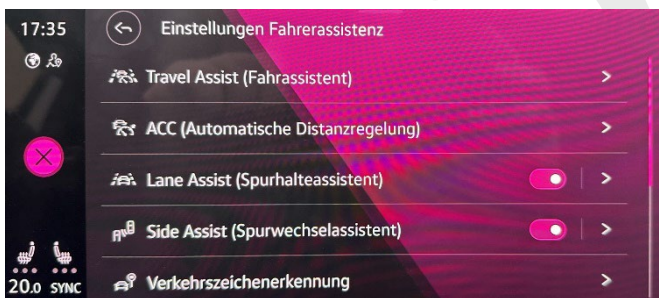 17:35
Einstellungen Fahrerassistenz
Travel Assist (Fahrassistent)
ACC (Automatische Distanzregelung)
Lane Assist (Spurhalteassistent)
Side Assist (Spurwechselassistent)
Verkehrszeichenerkennung
20.0 SYNC